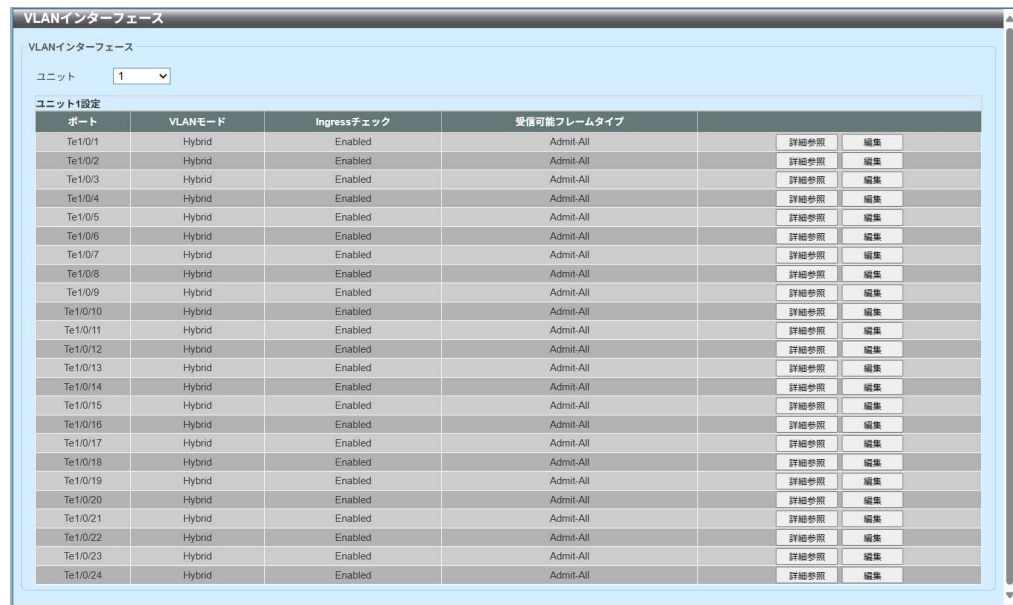 VLANインターフェース
VLANインターフェース
ユニット 1
ユニット1設定
ポート VLANモード Ingressチェック 受信可能フレームタイプ
Te1/0/1 Hybrid Enabled Admit-All 詳細参照 編集
Te1/0/2 Hybrid Enabled Admit-All 詳細参照 編集
Te1/0/3 Hybrid Enabled Admit-All 詳細参照 編集
Te1/0/4 Hybrid Enabled Admit-All 詳細参照 編集
Te1/0/5 Hybrid Enabled Admit-All 詳細参照 編集
Te1/0/6 Hybrid Enabled Admit-All 詳細参照 編集
Te1/0/7 Hybrid Enabled Admit-All 詳細参照 編集
Te1/0/8 Hybrid Enabled Admit-All 詳細参照 編集
Te1/0/9 Hybrid Enabled Admit-All 詳細参照 編集
Te1/0/10 Hybrid Enabled Admit-All 詳細参照 編集
Te1/0/11 Hybrid Enabled Admit-All 詳細参照 編集
Te1/0/12 Hybrid Enabled Admit-All 詳細参照 編集
Te1/0/13 Hybrid Enabled Admit-All 詳細参照 編集
Te1/0/14 Hybrid Enabled Admit-All 詳細参照 編集
Te1/0/15 Hybrid Enabled Admit-All 詳細参照 編集
Te1/0/16 Hybrid Enabled Admit-All 詳細参照 編集
Te1/0/17 Hybrid Enabled Admit-All 詳細参照 編集
Te1/0/18 Hybrid Enabled Admit-All 詳細参照 編集
Te1/0/19 Hybrid Enabled Admit-All 詳細参照 編集
Te1/0/20 Hybrid Enabled Admit-All 詳細参照 編集
Te1/0/21 Hybrid Enabled Admit-All 詳細参照 編集
Te1/0/22 Hybrid Enabled Admit-All 詳細参照 編集
Te1/0/23 Hybrid Enabled Admit-All 詳細参照 編集
Te1/0/24 Hybrid Enabled Admit-All 詳細参照 編集